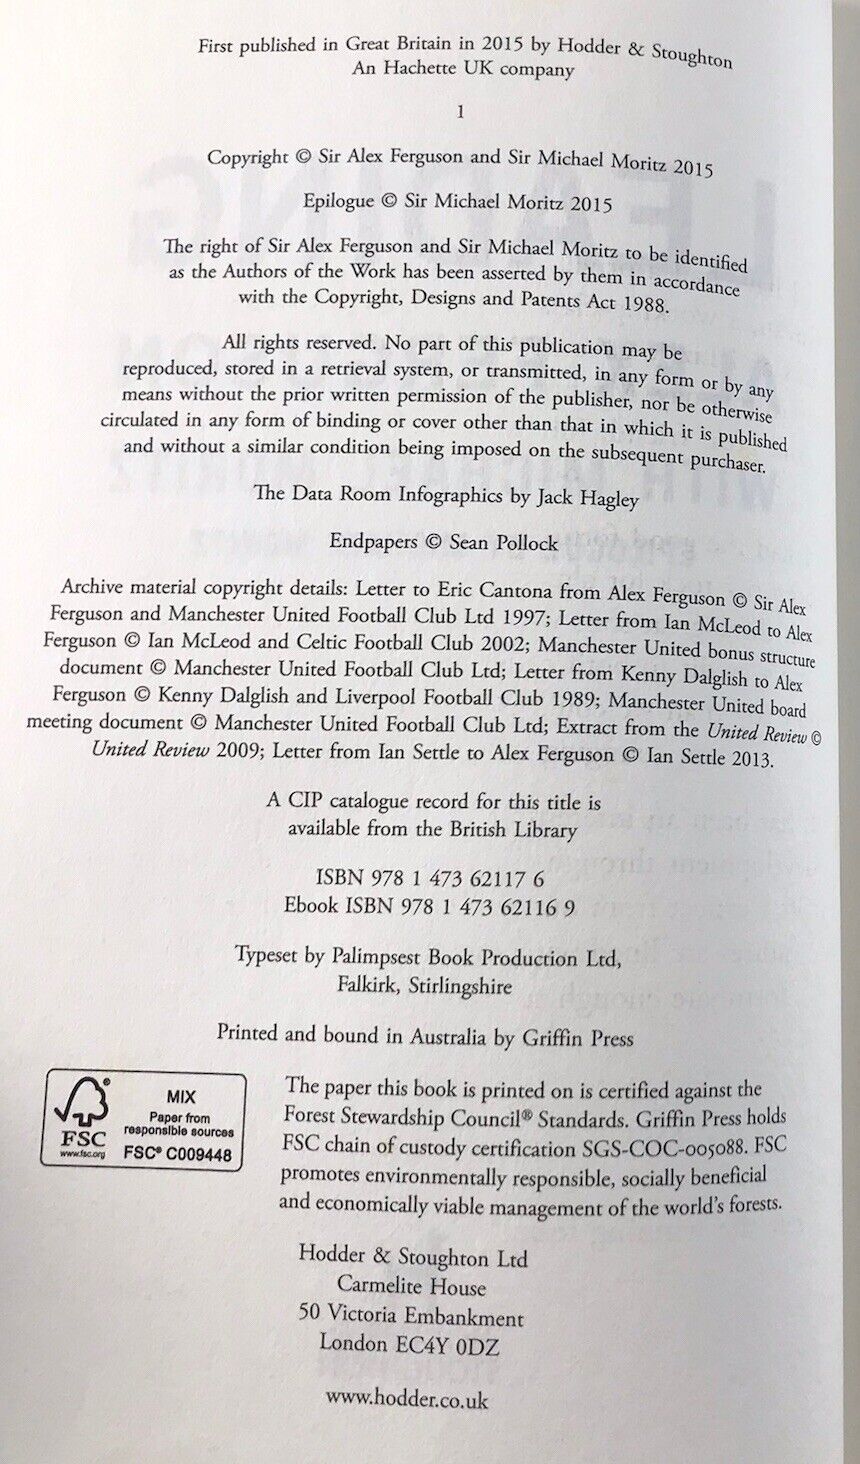 First published in Great Britain in 2015 by Hodder & Stoughton
An Hachette UK company
1
Copyright © Sir Alex Ferguson and Sir Michael Moritz 2015
Epilogue © Sir Michael Moritz 2015
The right of Sir Alex Ferguson and Sir Michael Moritz to be identified
as the Authors of the Work has been asserted by them in accordance
with the Copyright, Designs and Patents Act 1988.
All rights reserved. No part of this publication may be
reproduced, stored in a retrieval system, or transmitted, in any form or by any
means without the prior written permission of the publisher, nor be otherwise
circulated in any form of binding or cover other than that in which it is published
and without a similar condition being imposed on the subsequent purchaser.
The Data Room Infographics by Jack Hagley
Endpapers © Sean Pollock
Archive material copyright details: Letter to Eric Cantona from Alex Ferguson © Sir Alex
Ferguson and Manchester United Football Club Ltd 1997; Letter from Ian McLeod to Alex
Ferguson © Ian McLeod and Celtic Football Club 2002; Manchester United bonus structure
document © Manchester United Football Club Ltd; Letter from Kenny Dalglish to Alex
Ferguson © Kenny Dalglish and Liverpool Football Club 1989; Manchester United board
meeting document © Manchester United Football Club Ltd; Extract from the United Review ©
United Review 2009; Letter from Ian Settle to Alex Ferguson © Ian Settle 2013.
A CIP catalogue record for this title is
available from the British Library
ISBN 978 1 473 62117 6
Ebook ISBN 978 1 473 62116 9
Typeset by Palimpsest Book Production Ltd,
Falkirk, Stirlingshire
Printed and bound in Australia by Griffin Press
MIX
Paper from
responsible sources
FSC® C009448
FSC
www.fsc.org
The paper this book is printed on is certified against the
Forest Stewardship Council® Standards. Griffin Press holds
FSC chain of custody certification SGS-COC-005088. FSC
promotes environmentally responsible, socially beneficial
and economically viable management of the world's forests.
Hodder & Stoughton Ltd
Carmelite House
50 Victoria Embankment
London EC4Y 0DZ
www.hodder.co.uk